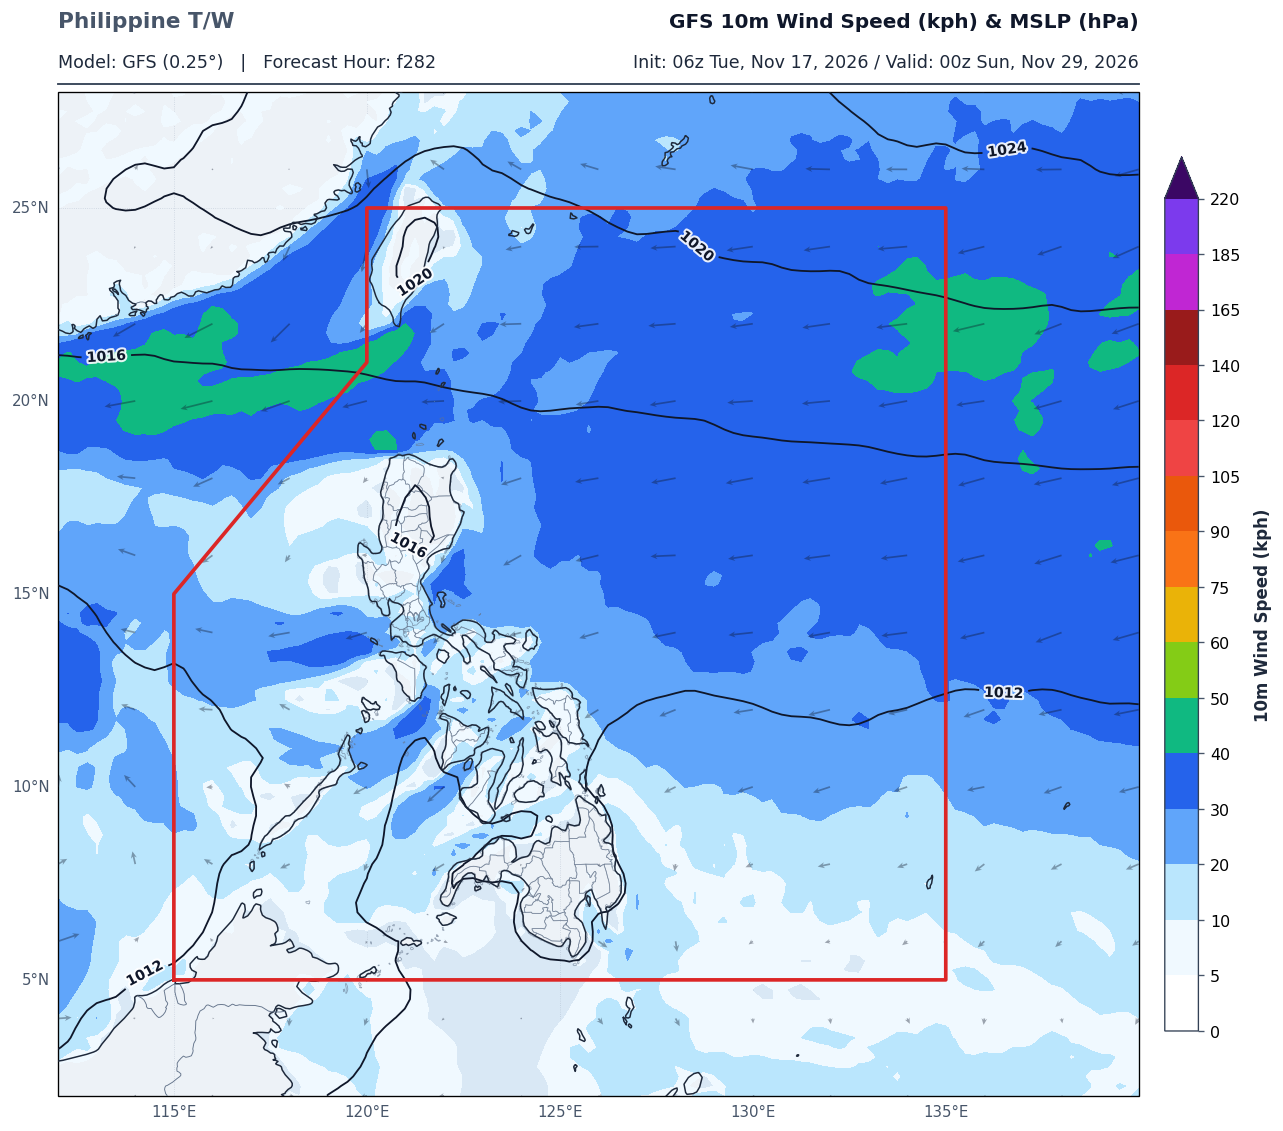 Philippine T/W
GFS 10m Wind Speed (kph) & MSLP (hPa)
Model: GFS (0.25°) | Forecast Hour: f282
Init: 06z Tue, Nov 17, 2026 / Valid: 00z Sun, Nov 29, 2026
1024
1020
1020
1016
1016
1012
1012
25°N
20°N
15°N
10°N
5°N
115°E
120°E
125°E
130°E
135°E
220
185
165
140
120
105
90
75
60
50
40
30
20
10
5
0
10m Wind Speed (kph)